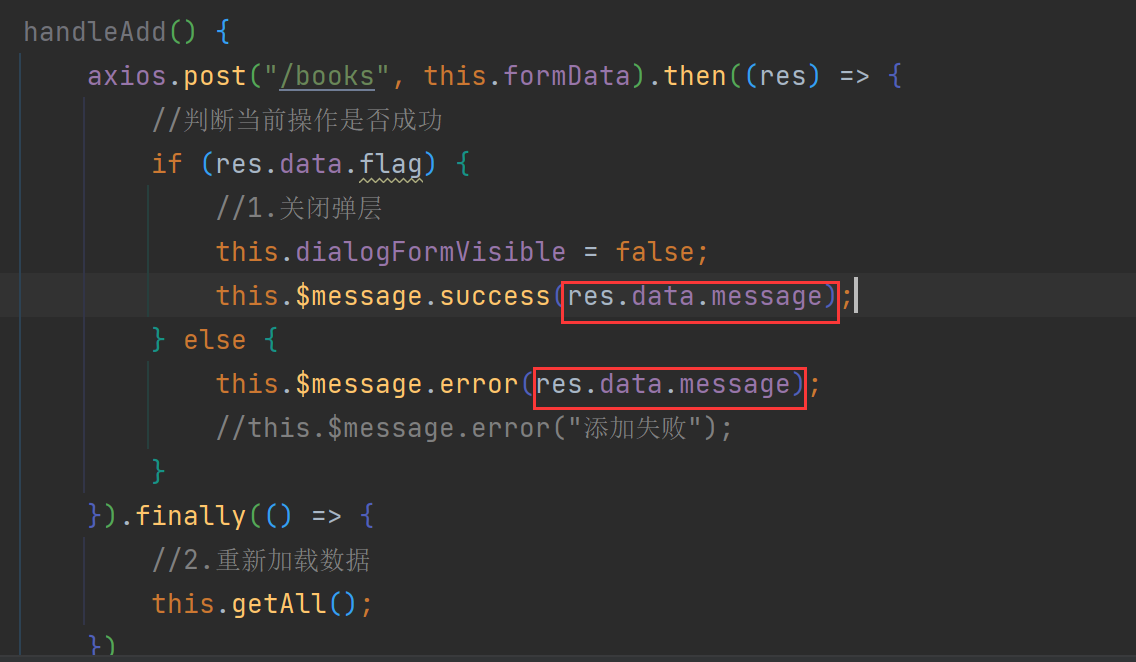 handleAdd() {
axios.post("/books", this.formData).then((res) => {
//判断当前操作是否成功
if (res.data.flag) {
//1.关闭弹层
this.dialogFormVisible = false;
this.$message.success(res.data.message);
} else {
this.$message.error(res.data.message);
//this.$message.error("添加失败");
}
}).finally(() => {
//2.重新加载数据
this.getAll();
})